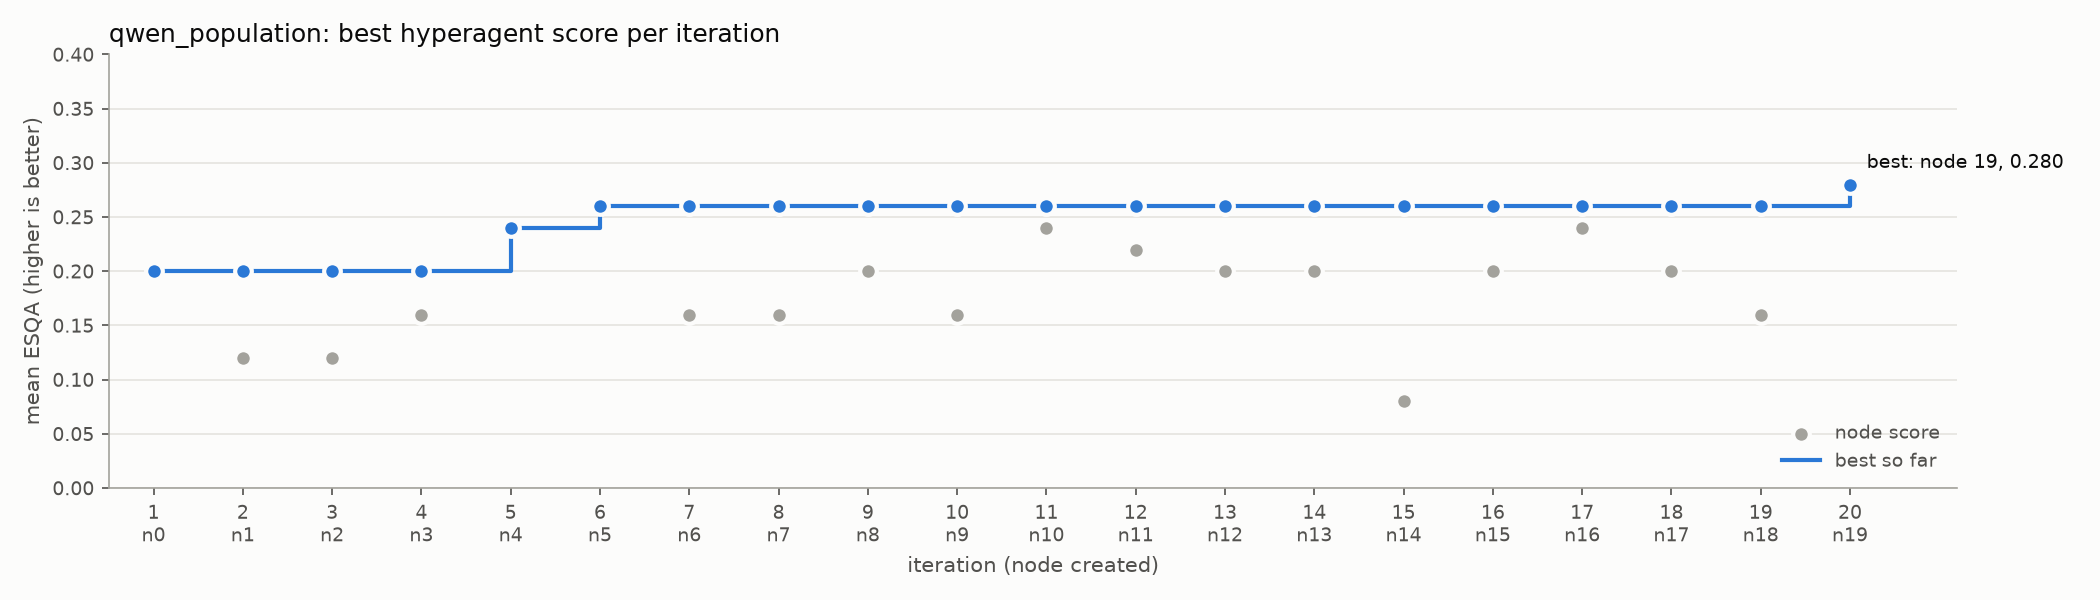 qwen_population: best hyperagent score per iteration
0.40
0.35
0.30
0.25
0.20
0.15
0.10
0.05
0.00
mean ESQA (higher is better)
best: node 19, 0.280
node score
best so far
1 2 3 4 5 6 7 8 9 10 11 12 13 14 15 16 17 18 19 20
n0 n1 n2 n3 n4 n5 n6 n7 n8 n9 n10 n11 n12 n13 n14 n15 n16 n17 n18 n19
iteration (node created)